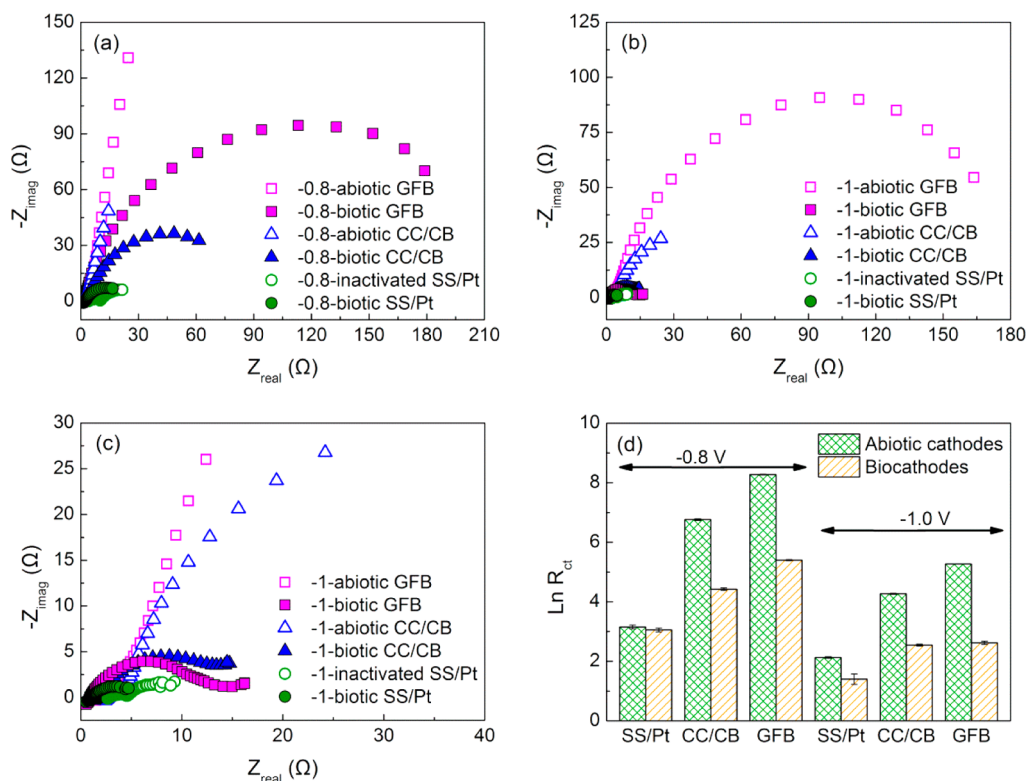 (a)
150
120
90
60
30
0
-Z_imag (Ω)
-0.8-abiotic GFB
-0.8-biotic GFB
-0.8-abiotic CC/CB
-0.8-biotic CC/CB
-0.8-inactivated SS/Pt
-0.8-biotic SS/Pt
0 30 60 90 120 150 180 210
Z_real (Ω)
(b)
125
100
75
50
25
0
-Z_imag (Ω)
-1-abiotic GFB
-1-biotic GFB
-1-abiotic CC/CB
-1-biotic CC/CB
-1-inactivated SS/Pt
-1-biotic SS/Pt
0 30 60 90 120 150 180
Z_real (Ω)
(c)
30
25
20
15
10
5
0
-Z_imag (Ω)
-1-abiotic GFB
-1-biotic GFB
-1-abiotic CC/CB
-1-biotic CC/CB
-1-inactivated SS/Pt
-1-biotic SS/Pt
0 10 20 30 40
Z_real (Ω)
(d)
Abiotic cathodes
Biocathodes
-0.8 V
-1.0 V
10
8
6
4
2
0
Ln R_ct
SS/Pt CC/CB GFB SS/Pt CC/CB GFB